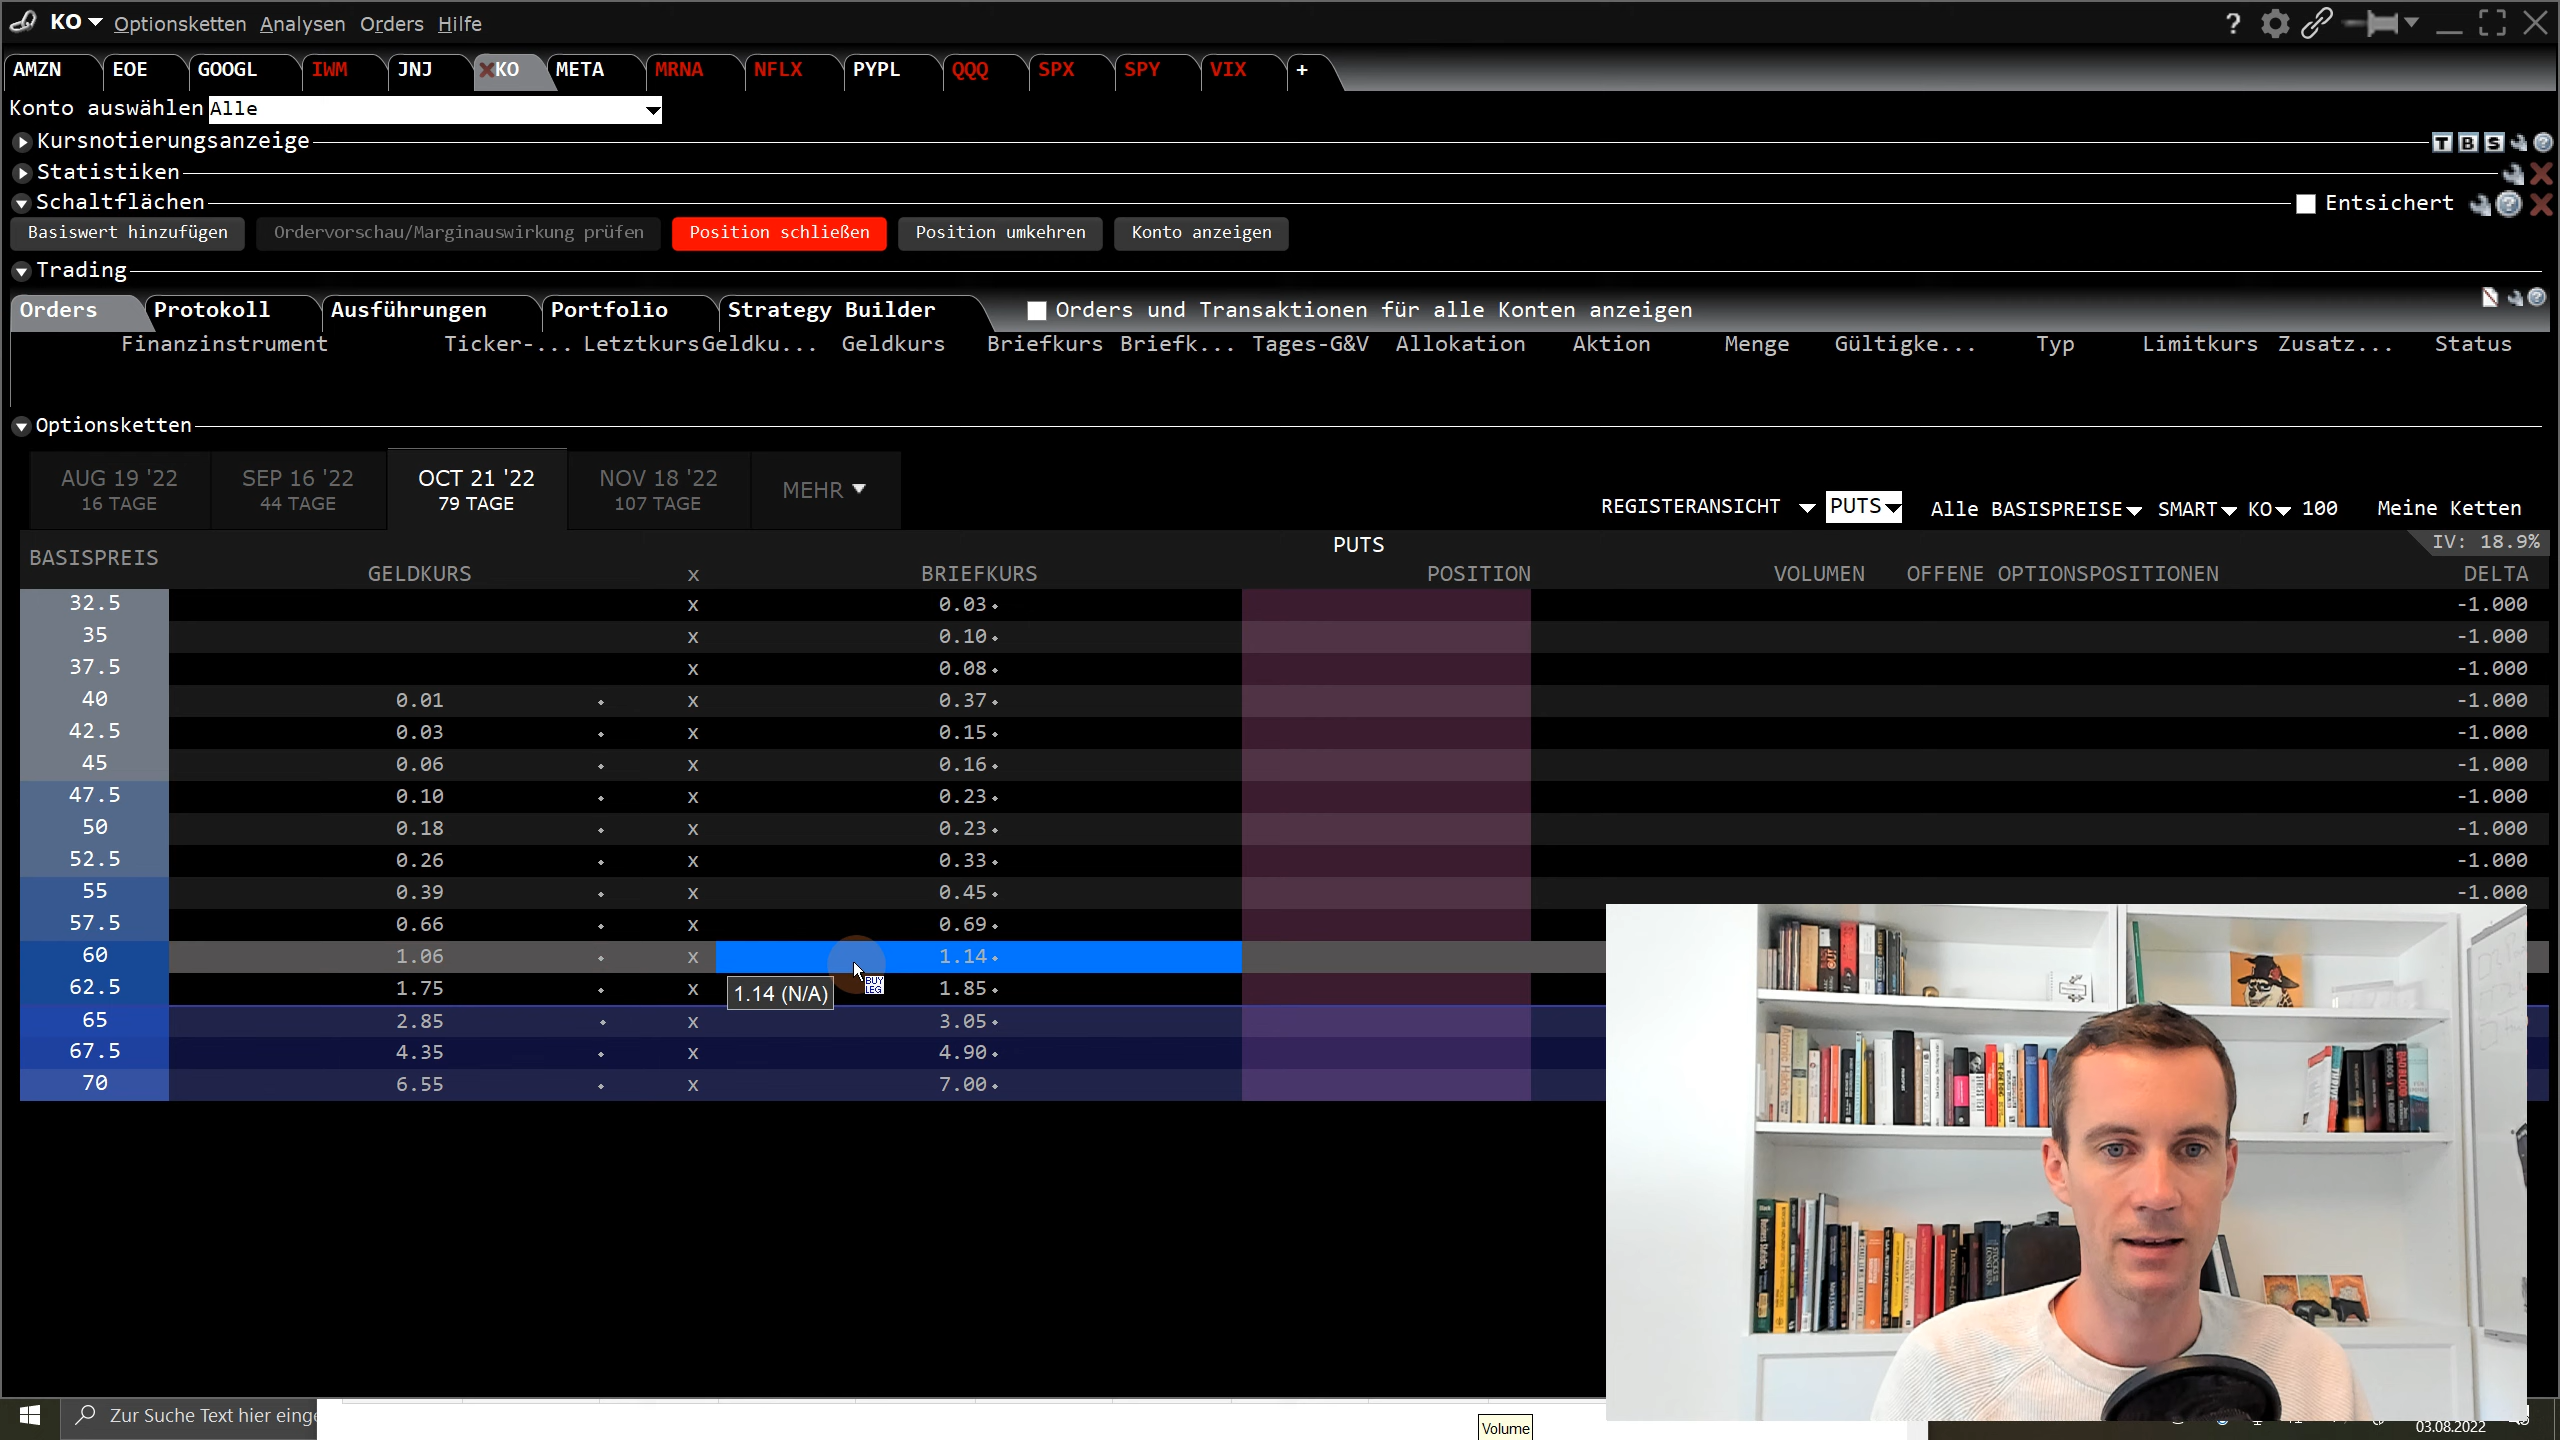 KO Optionsketten Analysen Orders Hilfe
AMZN EOE GOOGL IWM JNJ KO META MRNA NFLX PYPL QQQ SPX SPY VIX +
Konto auswählen Alle
Kursnotierungsanzeige T B S
Statistiken
Schaltflächen Entsichert
Basiswert hinzufügen Ordervorschau/Marginauswirkung prüfen Position schließen Position umkehren Konto anzeigen
Trading
Orders Protokoll Ausführungen Portfolio Strategy Builder Orders und Transaktionen für alle Konten anzeigen
Finanzinstrument Ticker-... Letztkurs Geldku... Geldkurs Briefkurs Briefk... Tages-G&V Allokation Aktion Menge Gültigke... Typ Limitkurs Zusatz... Status
Optionsketten
AUG 19 '22 SEP 16 '22 OCT 21 '22 NOV 18 '22 MEHR
16 TAGE 44 TAGE 79 TAGE 107 TAGE
REGISTERANSICHT PUTS Alle BASISPREISE SMART KO 100 Meine Ketten
PUTS IV: 18.9%
BASISPREIS GELDKURS x BRIEFKURS POSITION VOLUMEN OFFENE OPTIONSPOSITIONEN DELTA
32.5 x 0.03 -1.000
35 x 0.10 -1.000
37.5 x 0.08 -1.000
40 0.01 x 0.37 -1.000
42.5 0.03 x 0.15 -1.000
45 0.06 x 0.16 -1.000
47.5 0.10 x 0.23 -1.000
50 0.18 x 0.23 -1.000
52.5 0.26 x 0.33 -1.000
55 0.39 x 0.45 -1.000
57.5 0.66 x 0.69
60 1.06 x 1.14
62.5 1.75 x 1.85
1.14 (N/A) BUY LEG
65 2.85 x 3.05
67.5 4.35 x 4.90
70 6.55 x 7.00
Zur Suche Text hier einge
Volume
03.08.2022